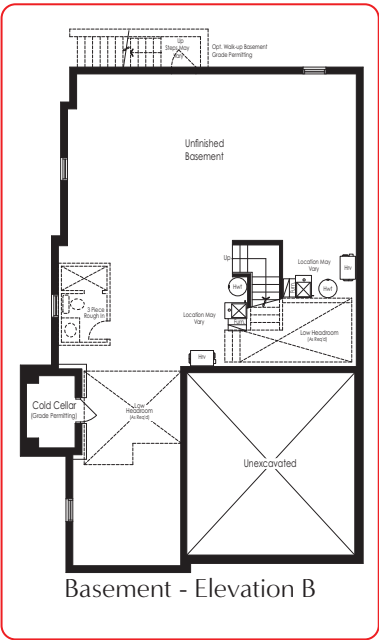 Up
Steps May
Vary
Opt. Walk-up Basement
Grade Permitting
Unfinished
Basement
Up
Location May
Vary
Hrv
Hwt
Furn.
Hwt
3 Piece
Rough In
Location May
Vary
Furn.
Low Headroom
(As Req'd)
Hrv
Cold Cellar
(Grade Permitting)
Low
Headroom
(As Req'd)
Unexcavated
Basement - Elevation B